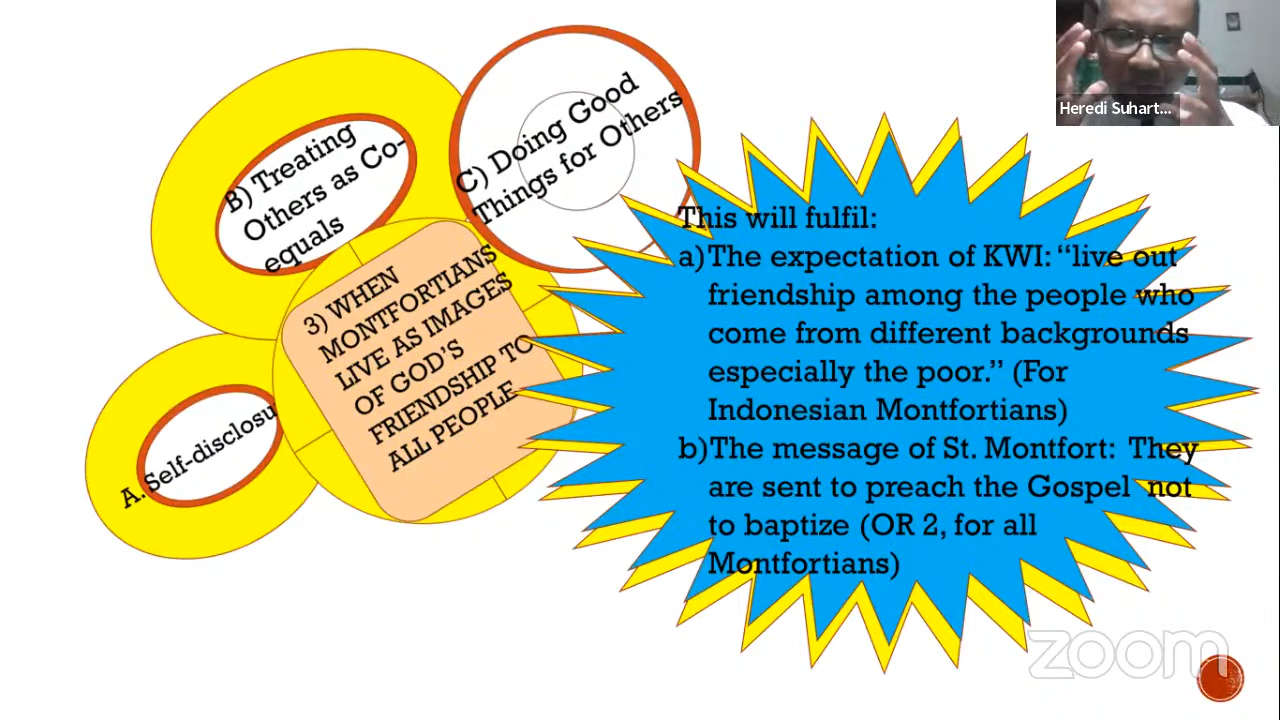 Heredi Suhart...
B) Treating
Others as Co-
equals
C) Doing Good
Things for Others
3) WHEN
MONTFORTIANS
LIVE AS IMAGES
OF GOD'S
FRIENDSHIP TO
ALL PEOPLE
A. Self-disclosu
This will fulfil:
a)The expectation of KWI: “live out
friendship among the people who
come from different backgrounds
especially the poor.” (For
Indonesian Montfortians)
b)The message of St. Montfort: They
are sent to preach the Gospel not
to baptize (OR 2, for all
Montfortians)
zoom